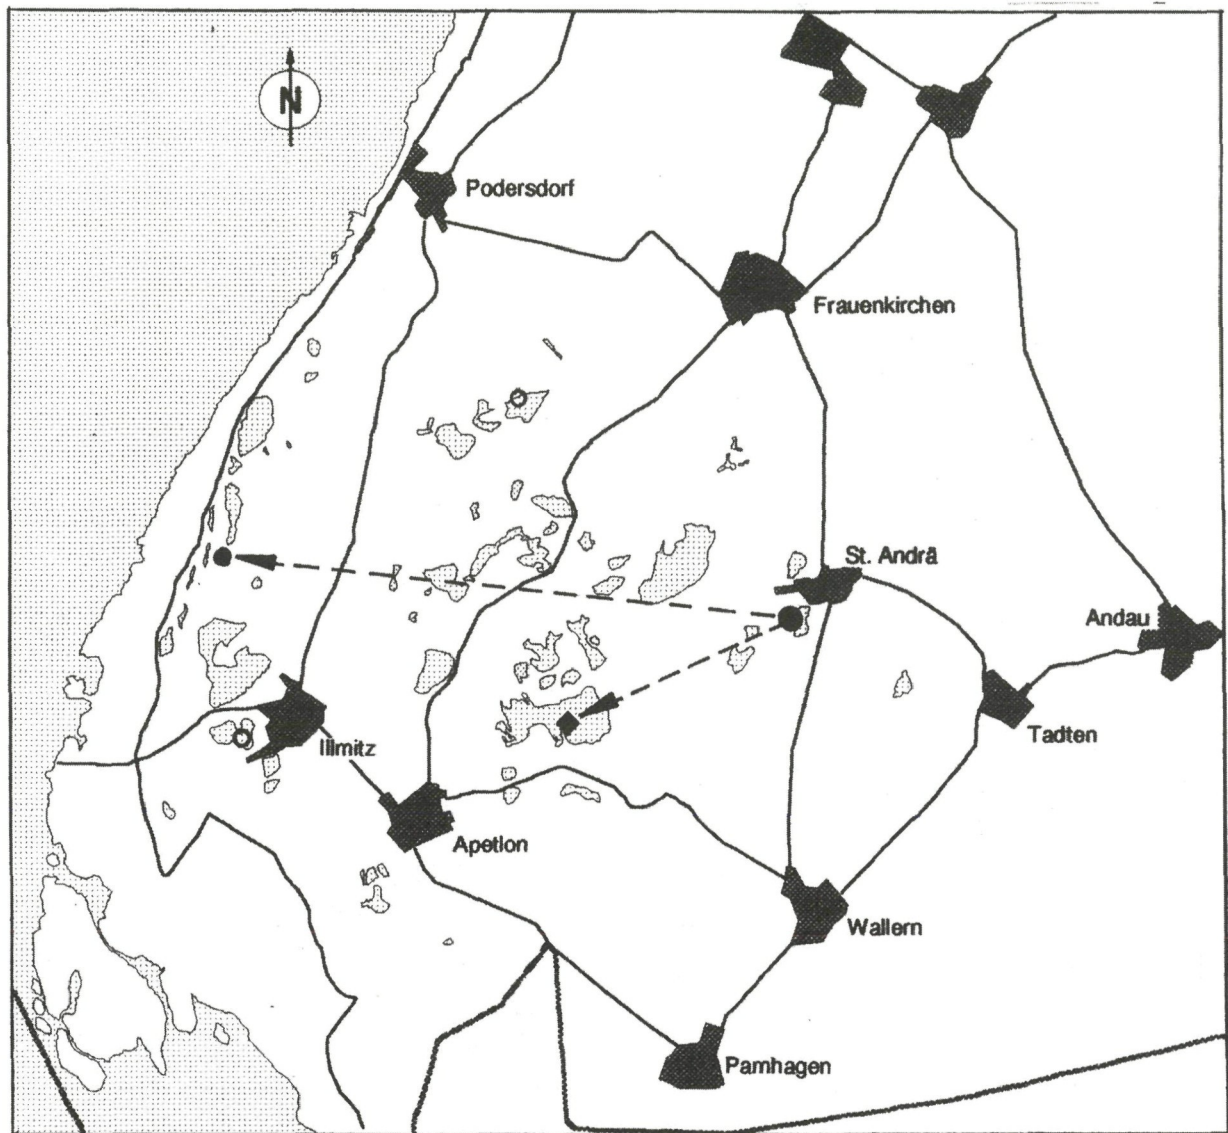 N
Podersdorf
Frauenkirchen
St. Andrä
Andau
Tadten
Illmitz
Apetlon
Wallern
Pamhagen